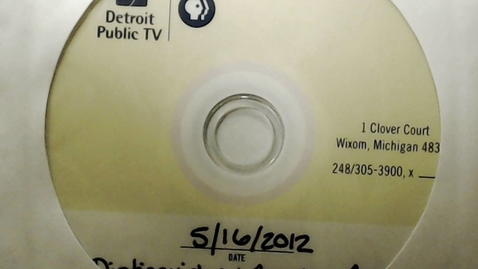 Detroit
Public TV
1 Clover Court
Wixom, Michigan 483
248/305-3900, x
5/16/2012
DATE